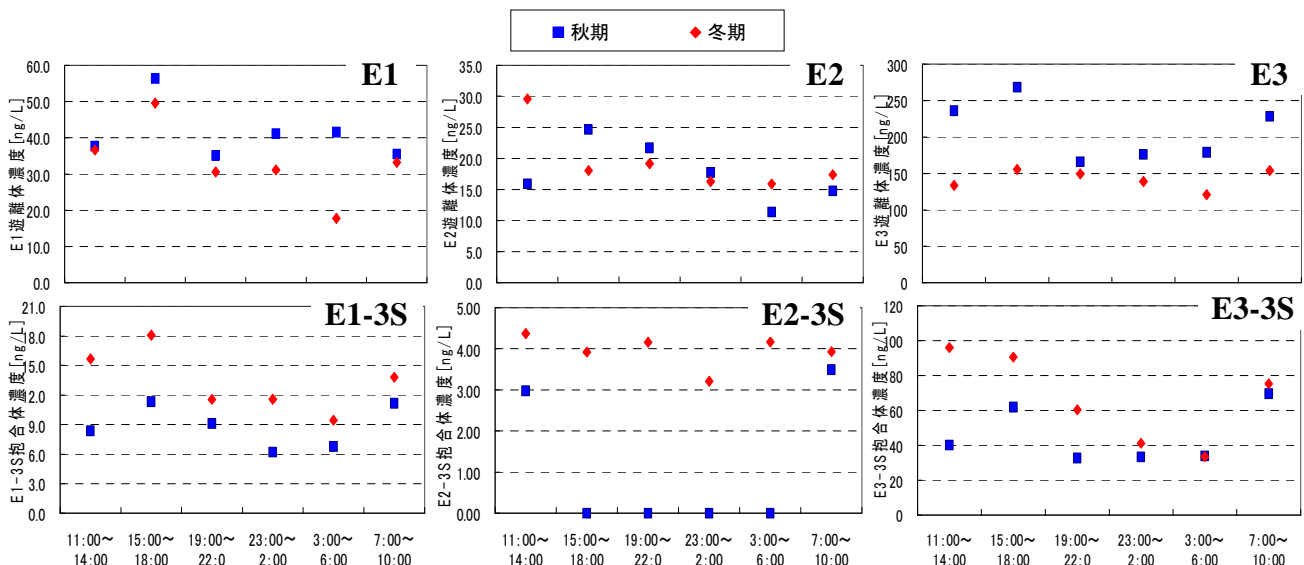 秋期 冬期
E1
E1遊離体濃度[ng/L]
60.0
50.0
40.0
30.0
20.0
10.0
0.0
E2
E2遊離体濃度[ng/L]
35.0
30.0
25.0
20.0
15.0
10.0
5.0
0.0
E3
E3遊離体濃度[ng/L]
300
250
200
150
100
50
0
E1-3S
E1-3S抱合体濃度[ng/L]
21.0
18.0
15.0
12.0
9.0
6.0
3.0
0.0
E2-3S
E2-3S抱合体濃度[ng/L]
5.00
4.00
3.00
2.00
1.00
0.00
E3-3S
E3-3S抱合体濃度[ng/L]
120
100
80
60
40
20
0
11:00～ 15:00～ 19:00～ 23:00～ 3:00～ 7:00～
14:00 18:00 22:0 2:00 6:00 10:00
11:00～ 15:00～ 19:00～ 23:00～ 3:00～ 7:00～
14:00 18:00 22:0 2:00 6:00 10:00
11:00～ 15:00～ 19:00～ 23:00～ 3:00～ 7:00～
14:00 18:00 22:0 2:00 6:00 10:00